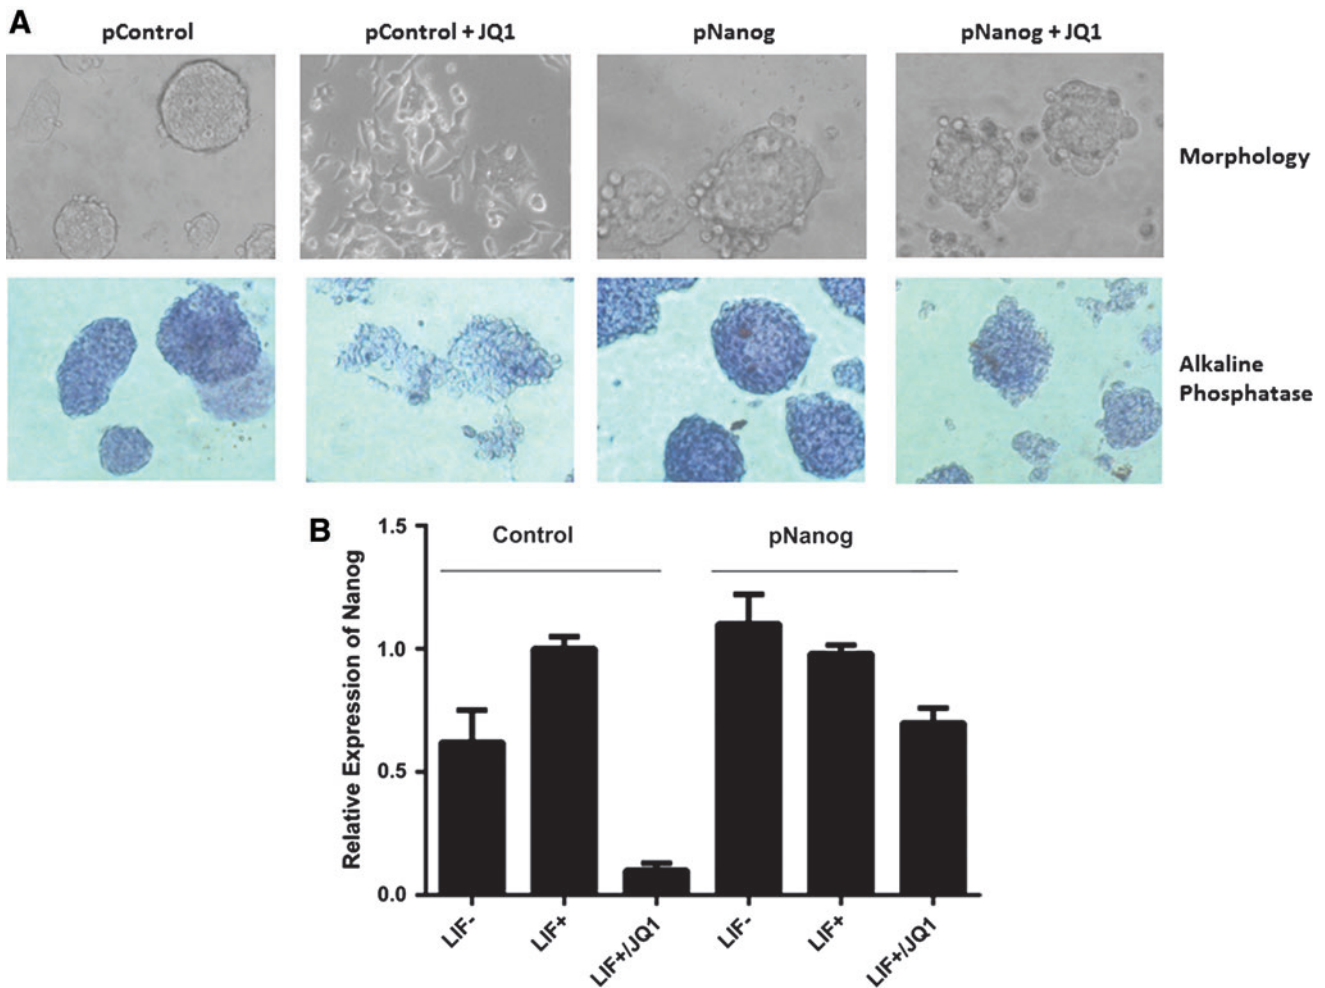 A
pControl
pControl + JQ1
pNanog
pNanog + JQ1
Morphology
Alkaline
Phosphatase
B
Relative Expression of Nanog
1.5
1.0
0.5
0.0
Control
pNanog
LIF-
LIF+
LIF+/JQ1
LIF-
LIF+
LIF+/JQ1